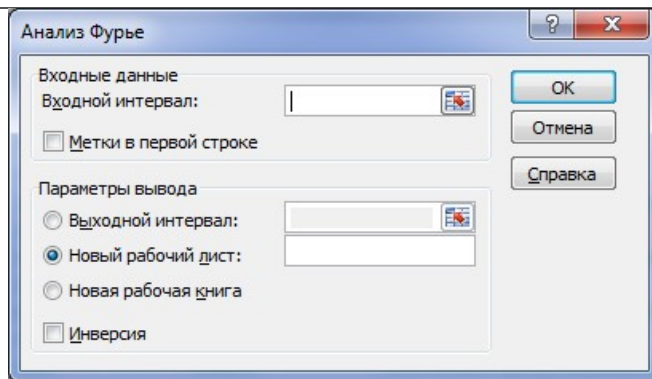 Анализ Фурье
Входные данные
Входной интервал:
Метки в первой строке
Параметры вывода
Выходной интервал:
Новый рабочий лист:
Новая рабочая книга
Инверсия
ОК
Отмена
Справка